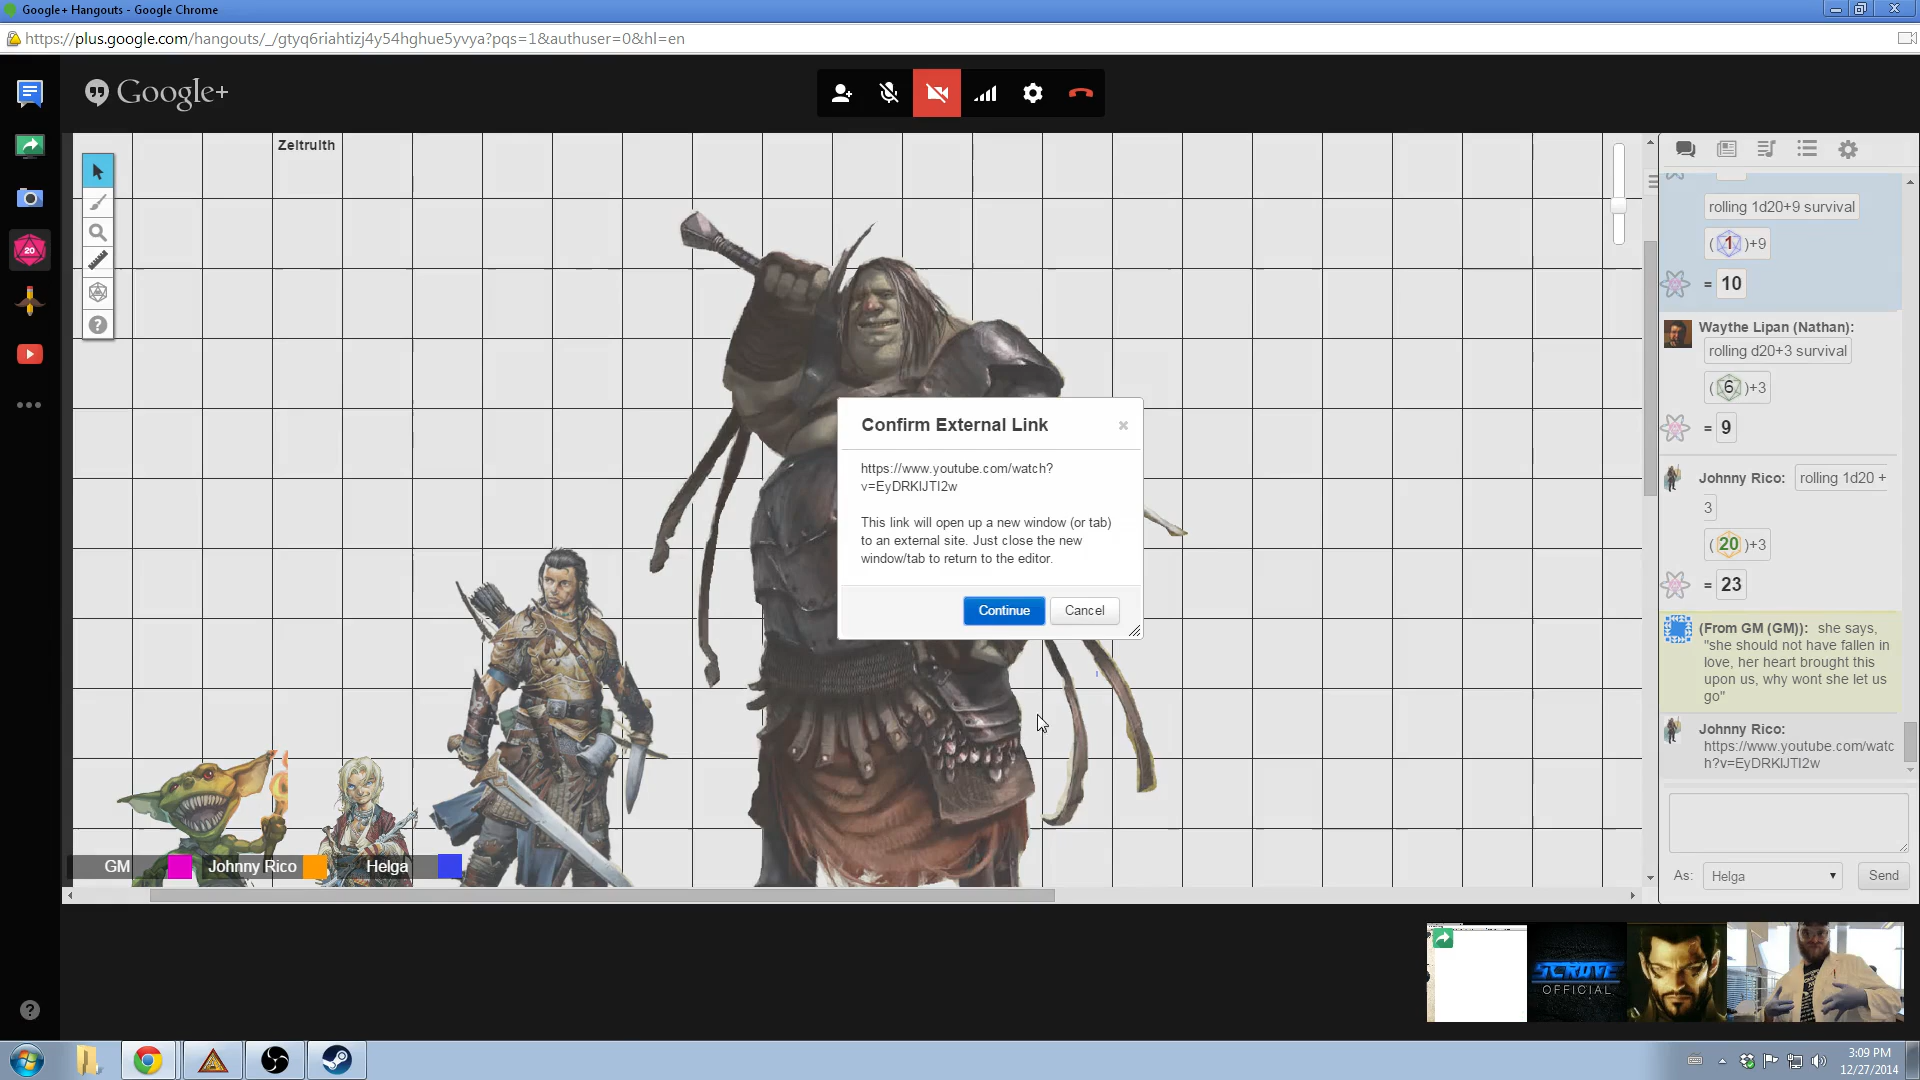 Google+ Hangouts - Google Chrome
https://plus.google.com/hangouts/_/gtyq6riahtizj4y54hghue5yvya?pqs=1&authuser=0&hl=en
Google+
Zeltruith
20
rolling 1d20+9 survival
(1)+9
= 10
Waythe Lipan (Nathan):
rolling d20+3 survival
(6)+3
= 9
Johnny Rico: rolling 1d20 +
3
(20)+3
= 23
(From GM (GM)): she says,
"she should not have fallen in
love, her heart brought this
upon us, why wont she let us
go"
Johnny Rico:
https://www.youtube.com/watc
h?v=EyDRKIJTI2w
As: Helga
Send
Confirm External Link
https://www.youtube.com/watch?
v=EyDRKIJTI2w
This link will open up a new window (or tab)
to an external site. Just close the new
window/tab to return to the editor.
Continue
Cancel
GM
Johnny Rico
Helga
OFFICIAL
3:09 PM
12/27/2014